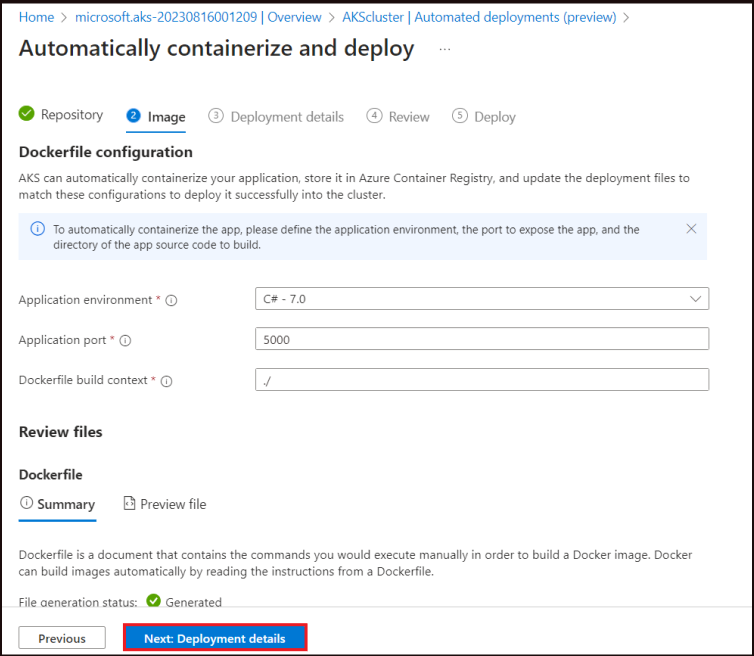 Home > microsoft.aks-20230816001209 | Overview > AKScluster | Automated deployments (preview) >
Automatically containerize and deploy ...
Repository 2 Image 3 Deployment details 4 Review 5 Deploy
Dockerfile configuration
AKS can automatically containerize your application, store it in Azure Container Registry, and update the deployment files to
match these configurations to deploy it successfully into the cluster.
To automatically containerize the app, please define the application environment, the port to expose the app, and the
directory of the app source code to build.
Application environment * C# - 7.0
Application port * 5000
Dockerfile build context * ./
Review files
Dockerfile
Summary Preview file
Dockerfile is a document that contains the commands you would execute manually in order to build a Docker image. Docker
can build images automatically by reading the instructions from a Dockerfile.
File generation status: Generated
Previous Next: Deployment details